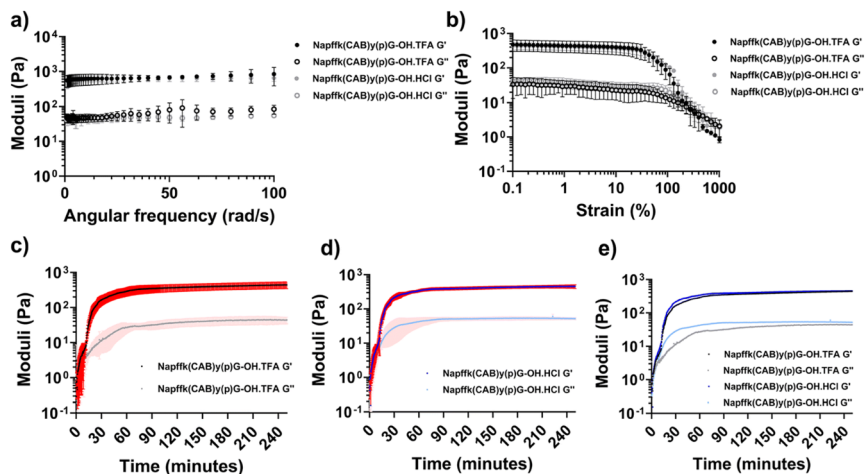 a)
Moduli (Pa)
10⁴
10³
10²
10¹
10⁰
0
50
100
Angular frequency (rad/s)
Napffk(CAB)y(p)G-OH.TFA G'
Napffk(CAB)y(p)G-OH.TFA G''
Napffk(CAB)y(p)G-OH.HCl G'
Napffk(CAB)y(p)G-OH.HCl G''
b)
Moduli (Pa)
10³
10²
10¹
10⁰
10⁻¹
0.1
1
10
100
1000
Strain (%)
Napffk(CAB)y(p)G-OH.TFA G'
Napffk(CAB)y(p)G-OH.TFA G''
Napffk(CAB)y(p)G-OH.HCl G'
Napffk(CAB)y(p)G-OH.HCl G''
c)
Moduli (Pa)
10³
10²
10¹
10⁰
10⁻¹
0
30
60
90
120
150
180
210
240
Time (minutes)
Napffk(CAB)y(p)G-OH.TFA G'
Napffk(CAB)y(p)G-OH.TFA G''
d)
Moduli (Pa)
10³
10²
10¹
10⁰
10⁻¹
0
30
60
90
120
150
180
210
240
Time (minutes)
Napffk(CAB)y(p)G-OH.HCl G'
Napffk(CAB)y(p)G-OH.HCl G''
e)
Moduli (Pa)
10³
10²
10¹
10⁰
10⁻¹
0
30
60
90
120
150
180
210
240
Time (minutes)
Napffk(CAB)y(p)G-OH.TFA G'
Napffk(CAB)y(p)G-OH.TFA G''
Napffk(CAB)y(p)G-OH.HCl G'
Napffk(CAB)y(p)G-OH.HCl G''